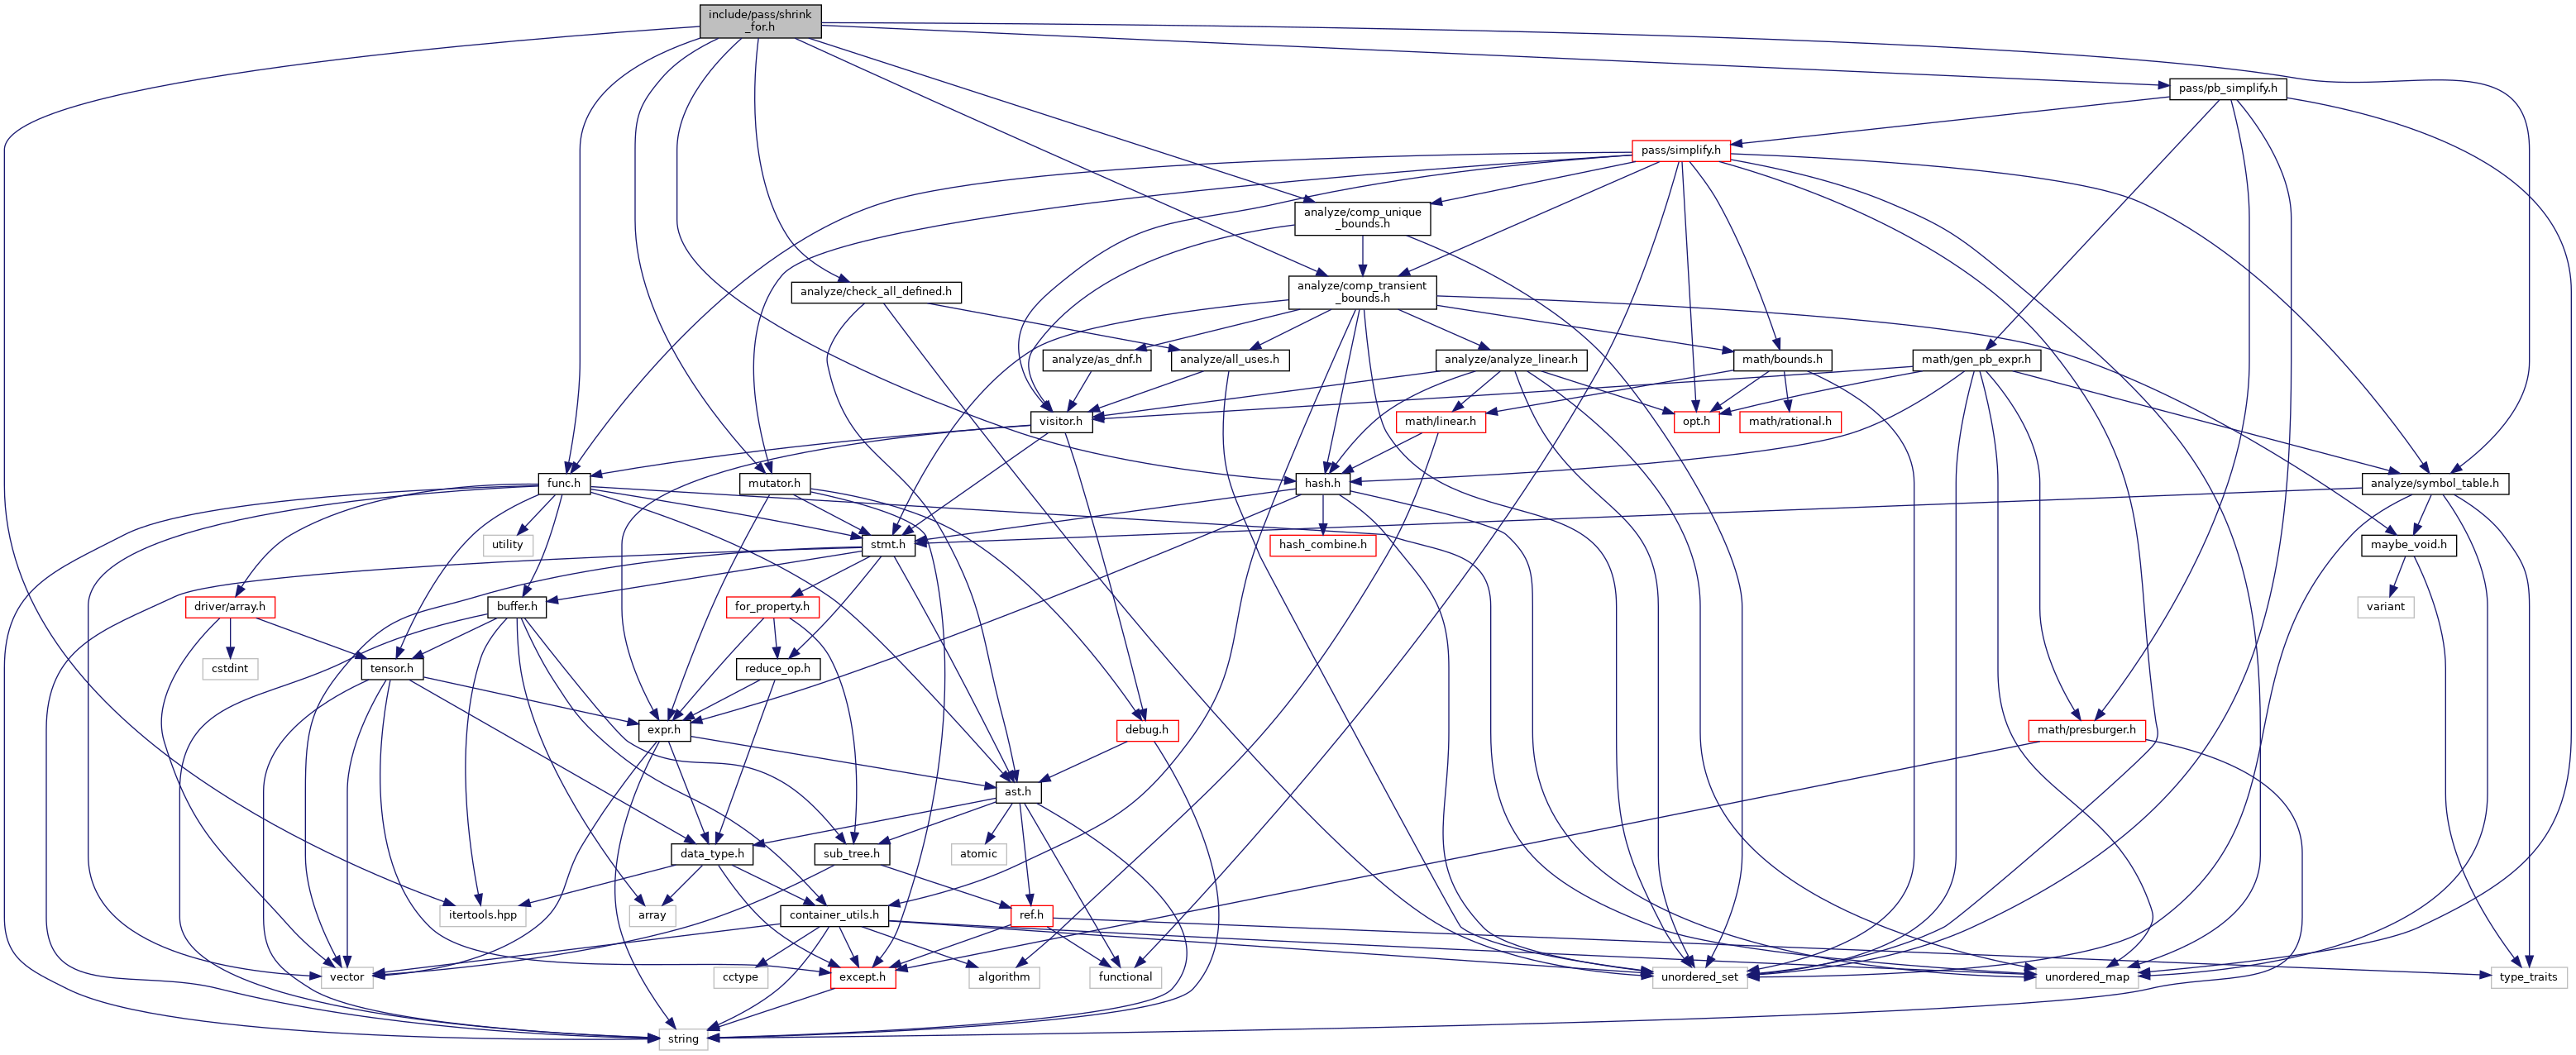 include/pass/shrink
_for.h
pass/pb_simplify.h
pass/simplify.h
analyze/comp_unique
_bounds.h
analyze/check_all_defined.h
analyze/comp_transient
_bounds.h
analyze/as_dnf.h
analyze/all_uses.h
analyze/analyze_linear.h
math/bounds.h
math/gen_pb_expr.h
visitor.h
math/linear.h
opt.h
math/rational.h
func.h
mutator.h
hash.h
analyze/symbol_table.h
utility
stmt.h
hash_combine.h
maybe_void.h
driver/array.h
buffer.h
for_property.h
variant
cstdint
tensor.h
reduce_op.h
expr.h
debug.h
math/presburger.h
ast.h
data_type.h
sub_tree.h
atomic
itertools.hpp
array
container_utils.h
ref.h
vector
cctype
except.h
algorithm
functional
unordered_set
unordered_map
type_traits
string